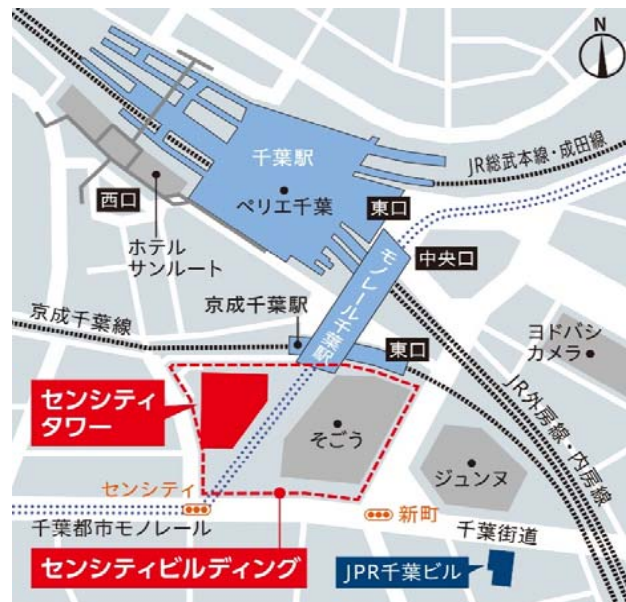 N
千葉駅
ペリエ千葉
JR総武本線・成田線
東口
西口
ホテル
サンルート
中央口
モノレール千葉駅
京成千葉駅
京成千葉線
東口
ヨドバシ
カメラ
JR外房線・内房線
センシティ
タワー
そごう
ジュンヌ
センシティ
新町
千葉都市モノレール
千葉街道
センシティビルディング
JPR千葉ビル